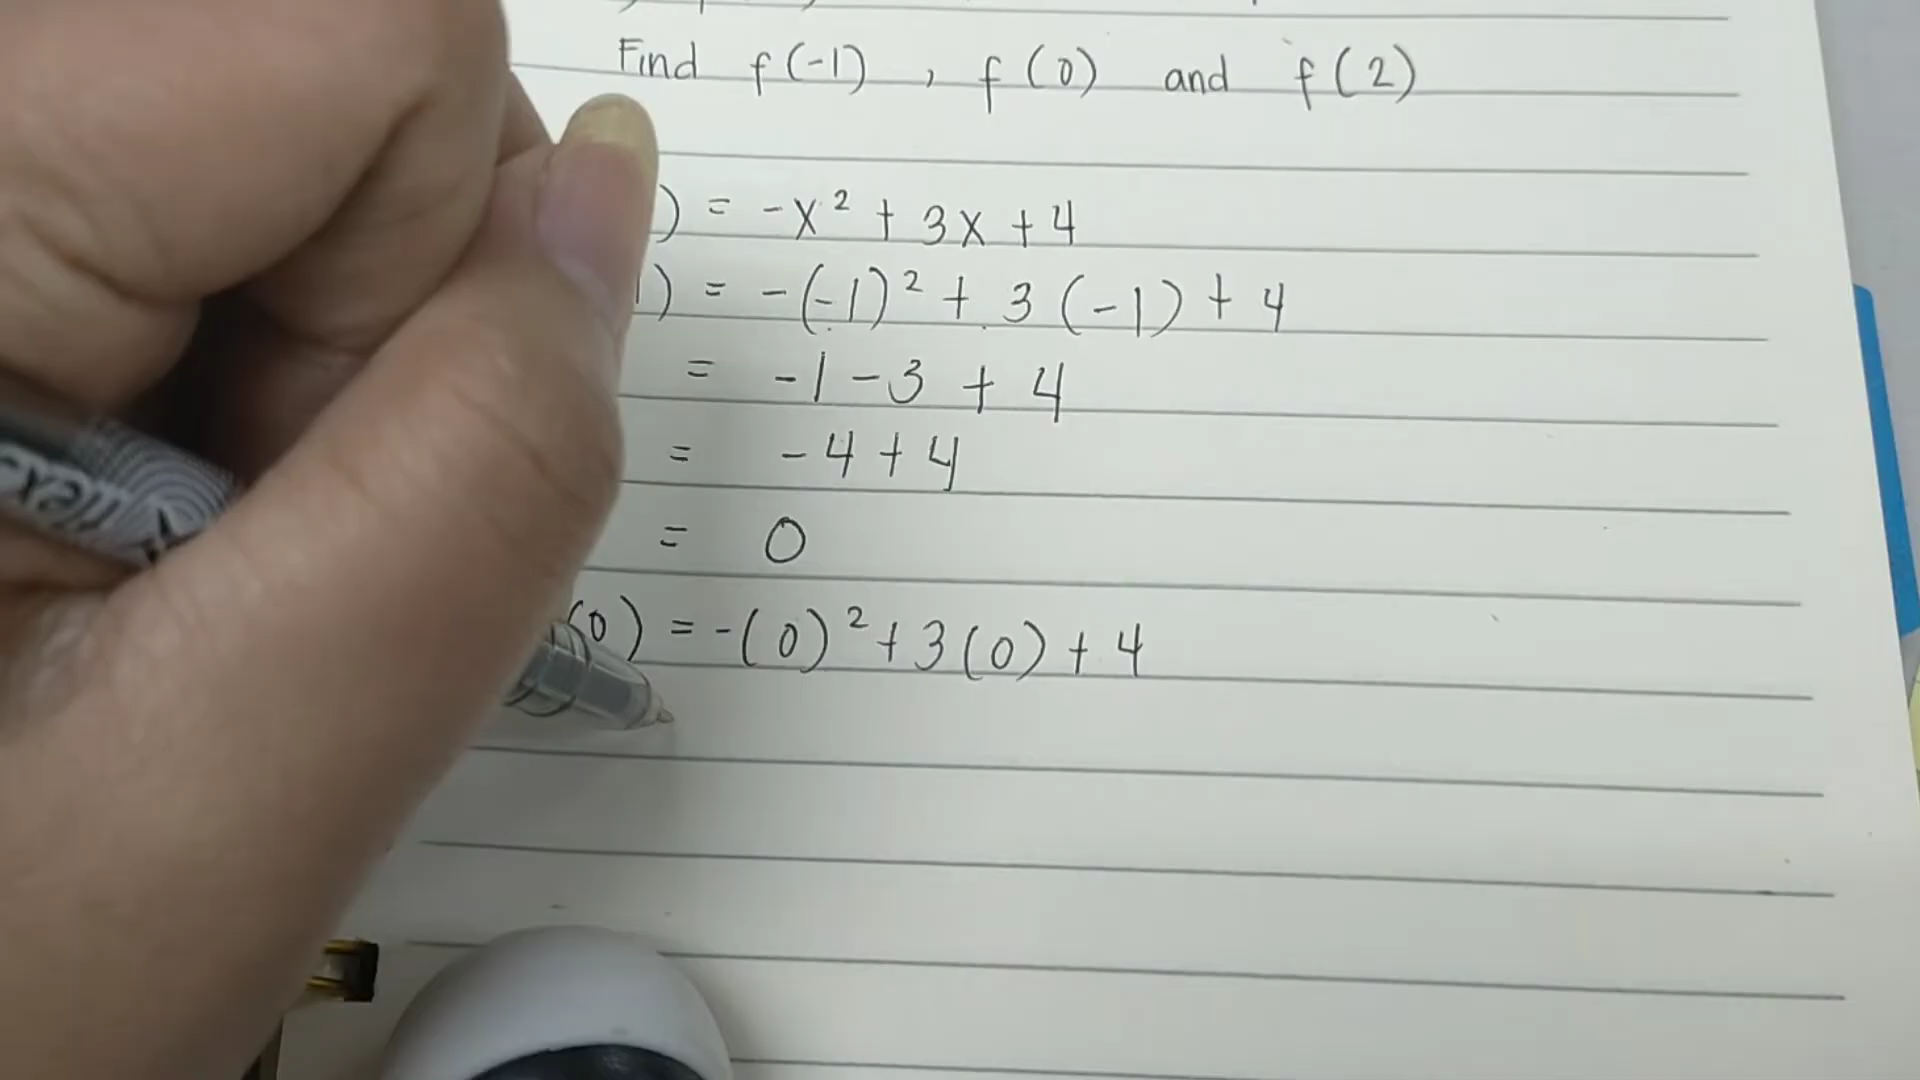 Find f(-1), f(0) and f(2)
) = -x² + 3x + 4
1) = -(-1)² + 3(-1) + 4
= -1 - 3 + 4
= -4 + 4
= 0
(0) = -(0)² + 3(0) + 4